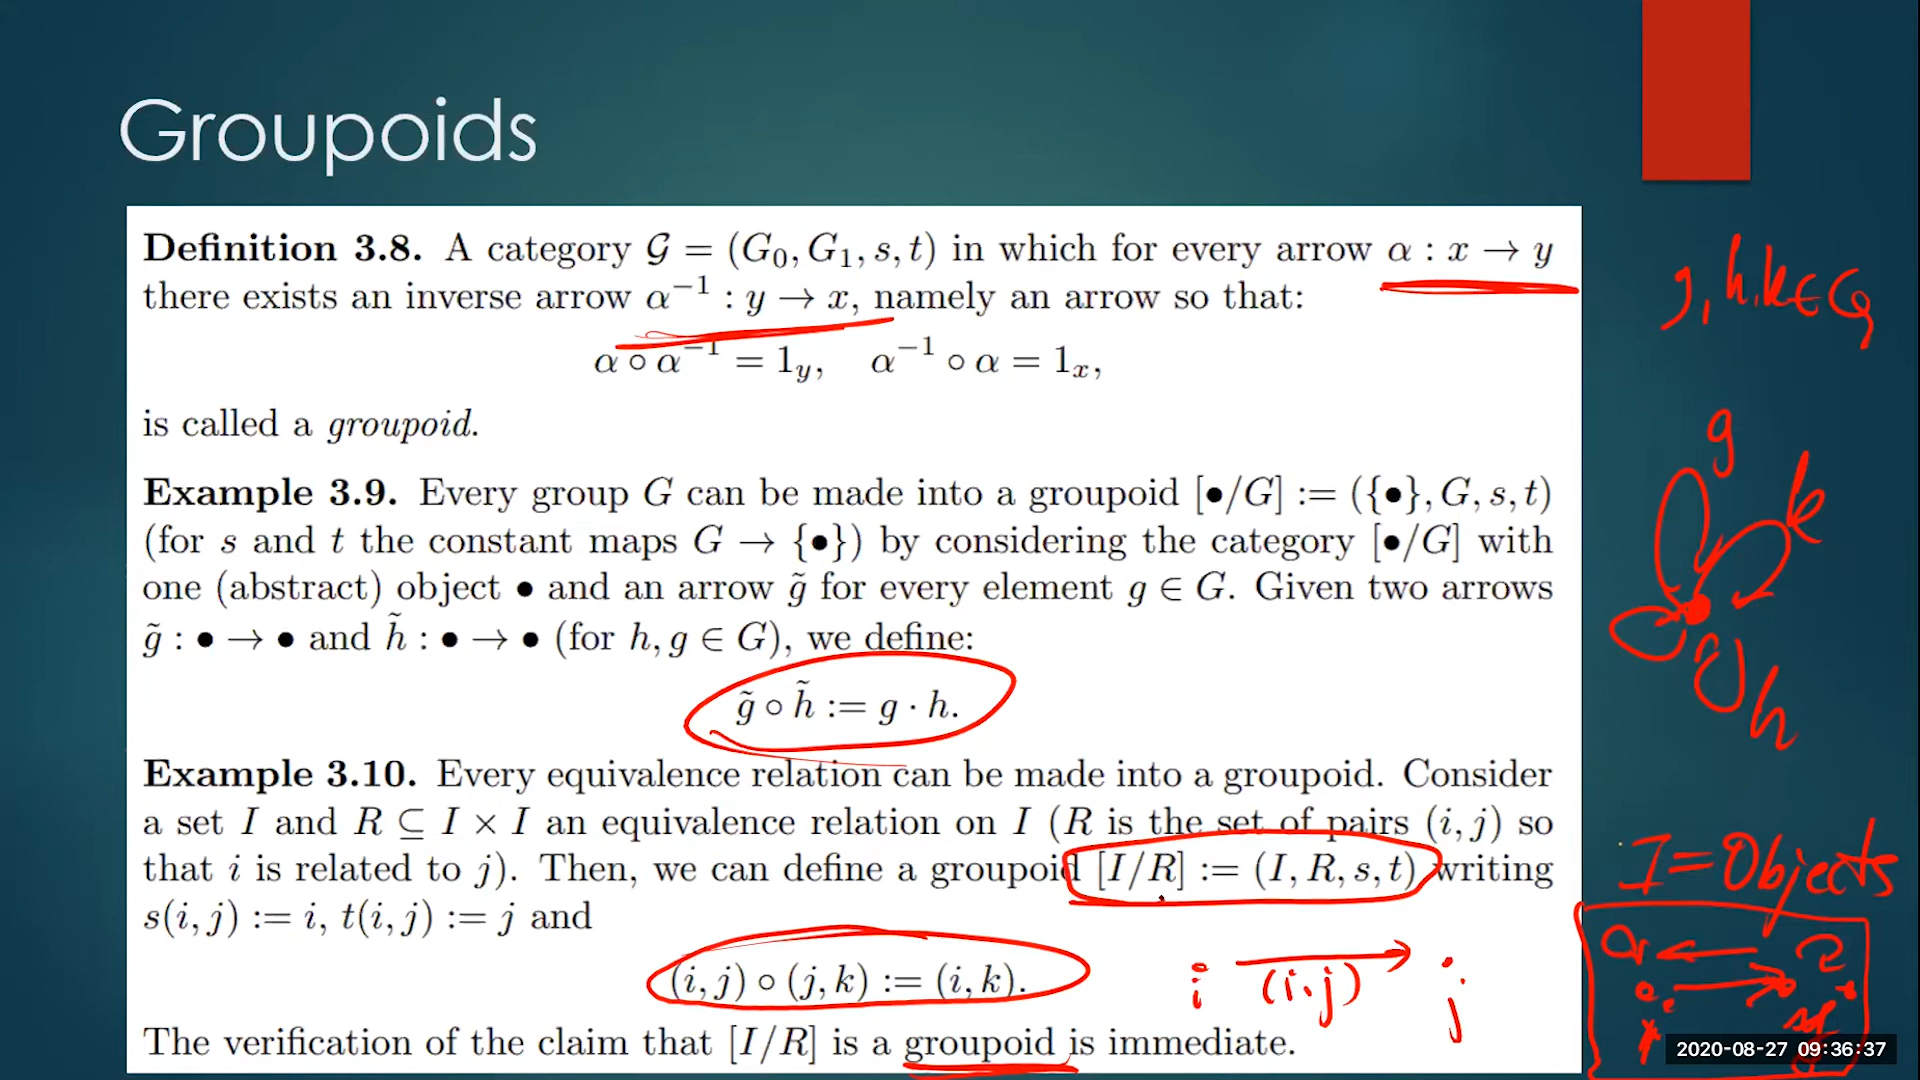 Groupoids
Definition 3.8. A category 𝒢 = (G₀, G₁, s, t) in which for every arrow α : x → y
there exists an inverse arrow α⁻¹ : y → x, namely an arrow so that:
α ∘ α⁻¹ = 1_y, α⁻¹ ∘ α = 1_x,
is called a groupoid.
Example 3.9. Every group G can be made into a groupoid [•/G] := ({•}, G, s, t)
(for s and t the constant maps G → {•}) by considering the category [•/G] with
one (abstract) object • and an arrow g̃ for every element g ∈ G. Given two arrows
g̃ : • → • and h̃ : • → • (for h, g ∈ G), we define:
g̃ ∘ h̃ := g · h.
Example 3.10. Every equivalence relation can be made into a groupoid. Consider
a set I and R ⊆ I × I an equivalence relation on I (R is the set of pairs (i, j) so
that i is related to j). Then, we can define a groupoid [I/R] := (I, R, s, t) writing
s(i, j) := i, t(i, j) := j and
(i, j) ∘ (j, k) := (i, k).
i (i,j) j
The verification of the claim that [I/R] is a groupoid is immediate.
g, h, k ∈ G
g
k
h
I = Objects
2020-08-27 09:36:37